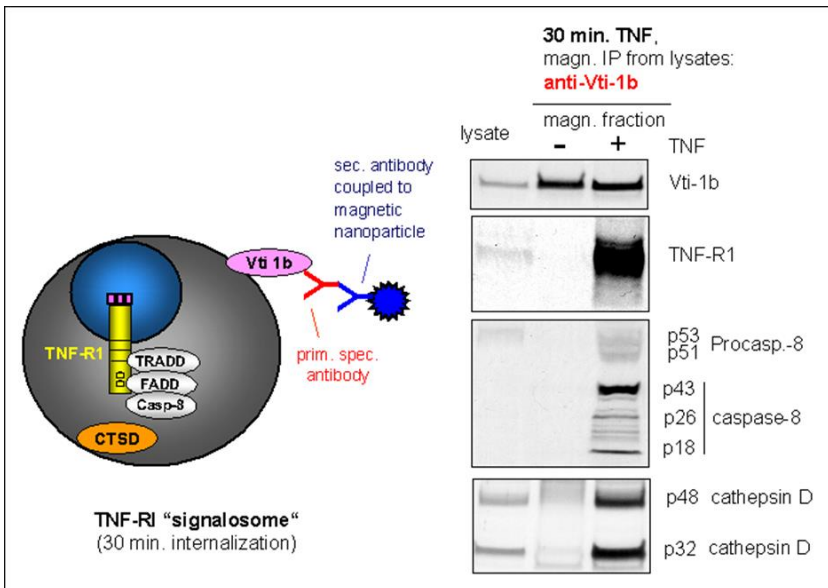 30 min. TNF,
magn. IP from lysates:
anti-Vti-1b
magn. fraction
lysate
- + TNF
Vti-1b
TNF-R1
p53
p51
Procasp.-8
p43
p26
caspase-8
p18
p48 cathepsin D
p32 cathepsin D
sec. antibody
coupled to
magnetic
nanoparticle
Vti 1b
prim. spec.
antibody
TNF-R1
DD
TRADD
FADD
Casp-8
CTSD
TNF-RI "signalosome“
(30 min. internalization)